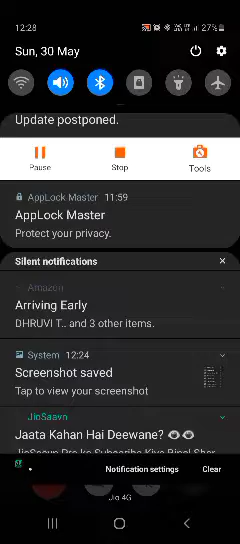 12:28
27%
Sun, 30 May
Update postponed.
Pause
Stop
Tools
AppLock Master 11:59
AppLock Master
Protect your privacy.
Silent notifications
Amazon
Arriving Early
DHRUVI T.. and 3 other items.
System 12:24
Screenshot saved
Tap to view your screenshot
JioSaavn
Jaata Kahan Hai Deewane? 👀
Notification settings
Clear
Jio 4G